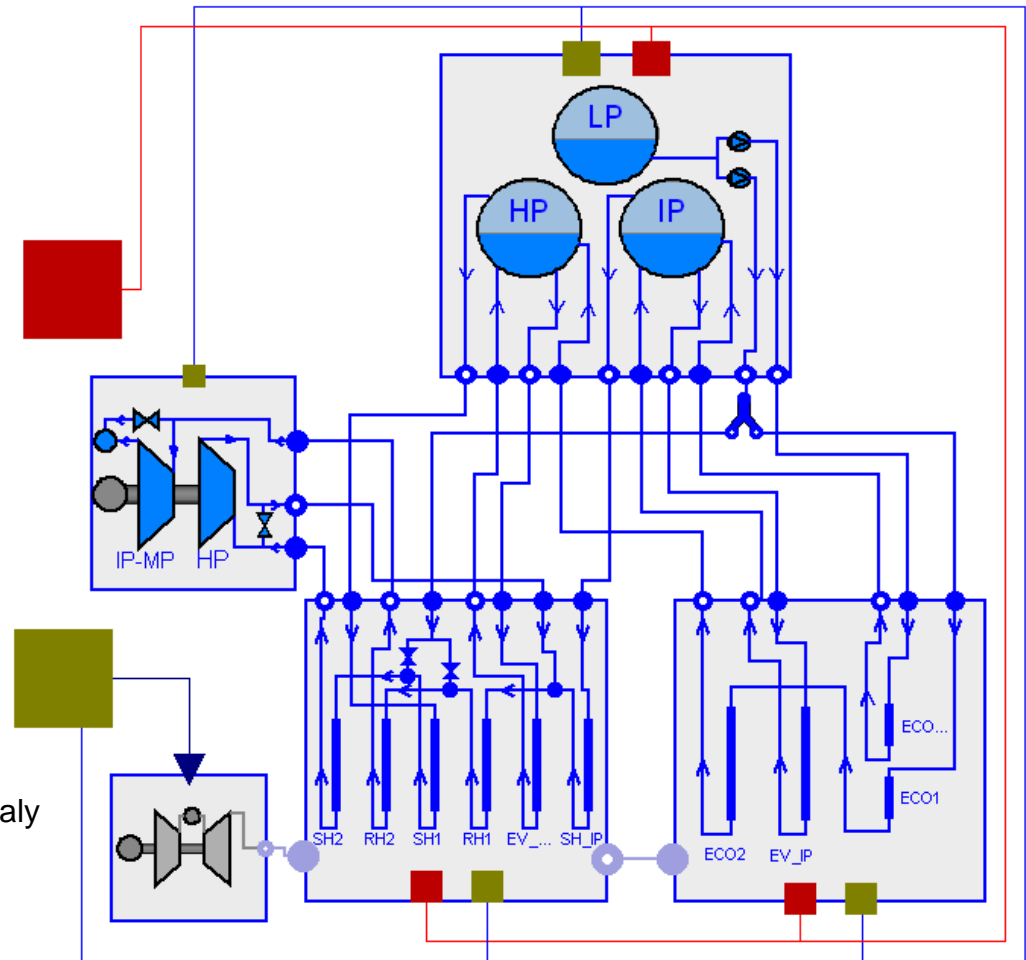 LP
HP IP
IP-MP HP
ECO...
aly
ECO1
SH2 RH2 SH1 RH1 EV_... SH_IP
ECO2 EV_IP